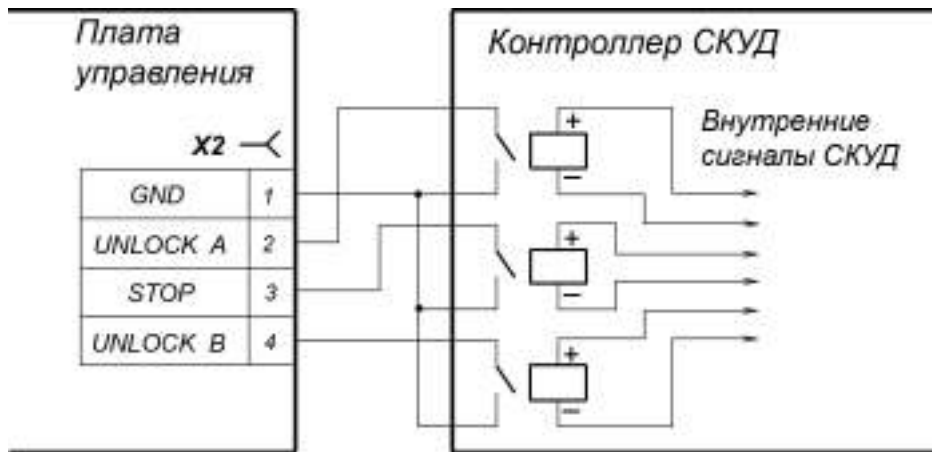 Плата
управления
Контроллер СКУД
X2
GND 1
UNLOCK A 2
STOP 3
UNLOCK B 4
+
−
+
−
+
−
Внутренние
сигналы СКУД